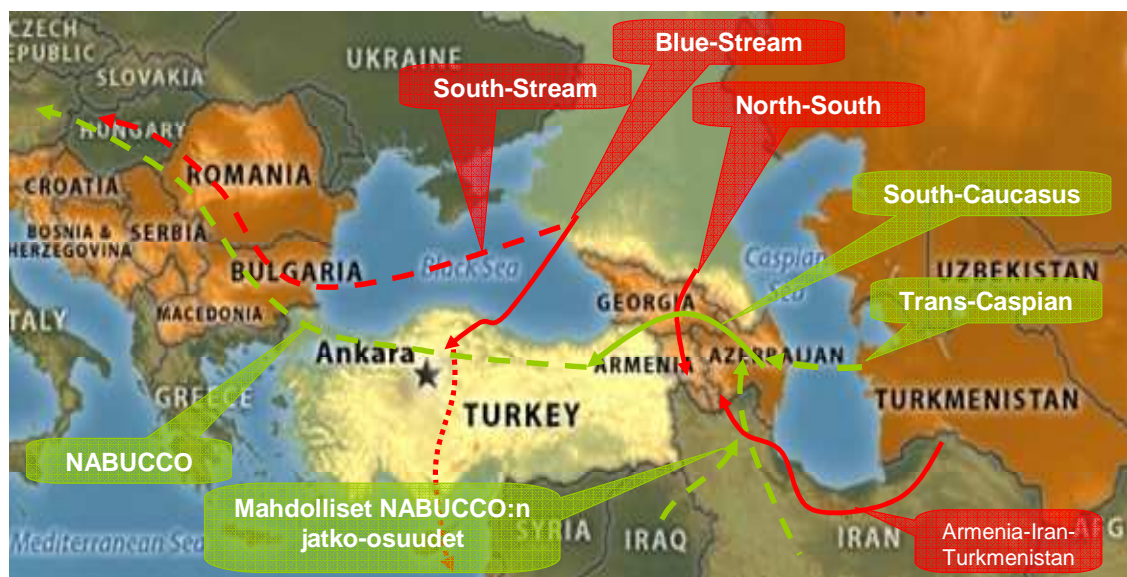 CZECH
REPUBLIC
SLOVAKIA
UKRAINE
Blue-Stream
South-Stream
North-South
HUNGARY
ROMANIA
CROATIA
South-Caucasus
BOSNIA &
HERZEGOVINA
SERBIA
BULGARIA
Black Sea
Caspian
Sea
UZBEKISTAN
GEORGIA
Trans-Caspian
ITALY
MACEDONIA
Ankara
ARMENIA
AZERBAIJAN
GREECE
TURKEY
TURKMENISTAN
NABUCCO
Mahdolliset NABUCCO:n
jatko-osuudet
Mediterranean Sea
SYRIA
IRAQ
IRAN
AFG
Armenia-Iran-
Turkmenistan